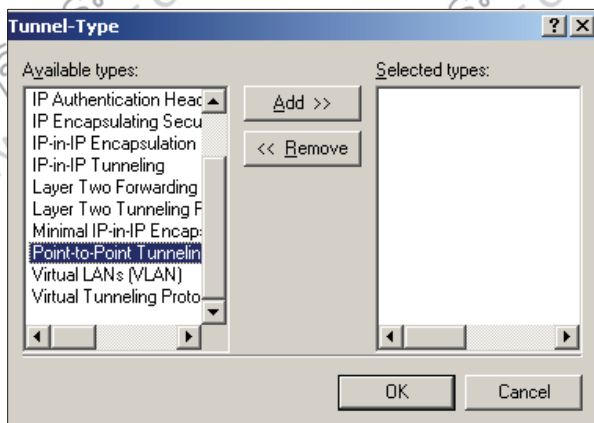 Tunnel-Type
Available types:
IP Authentication Head
IP Encapsulating Secu
IP-in-IP Encapsulation
IP-in-IP Tunneling
Layer Two Forwarding
Layer Two Tunneling P
Minimal IP-in-IP Encap
Point-to-Point Tunnelin
Virtual LANs (VLAN)
Virtual Tunneling Proto
Add >>
<< Remove
Selected types:
OK
Cancel